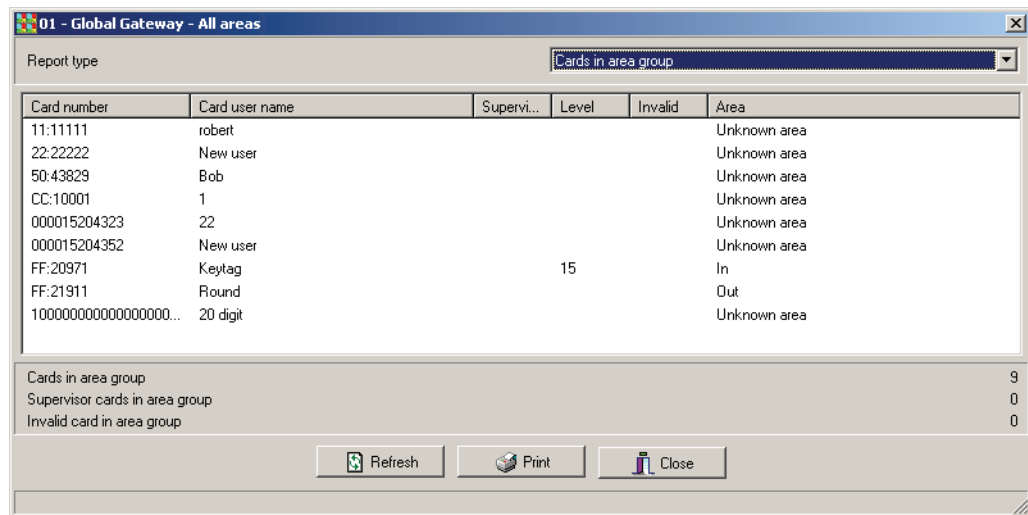 01 - Global Gateway - All areas
Report type Cards in area group
Card number Card user name Supervi... Level Invalid Area
11:11111 robert Unknown area
22:22222 New user Unknown area
50:43829 Bob Unknown area
CC:10001 1 Unknown area
000015204323 22 Unknown area
000015204352 New user Unknown area
FF:20971 Keytag 15 In
FF:21911 Round Out
100000000000000000... 20 digit Unknown area
Cards in area group 9
Supervisor cards in area group 0
Invalid card in area group 0
Refresh Print Close